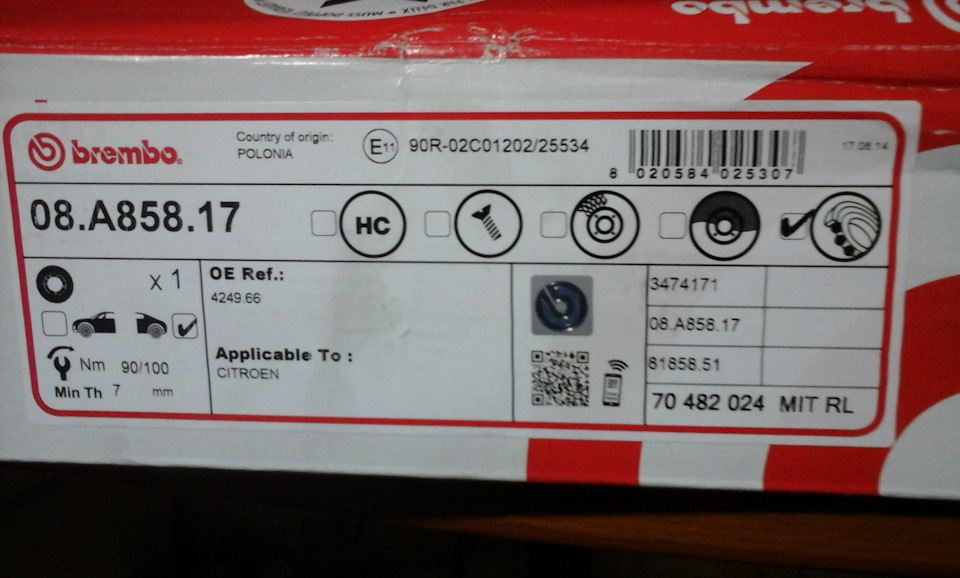 brembo
brembo.
Country of origin:
POLONIA
E11
90R-02C01202/25534
8 020584 025307
17.06.14
08.A858.17
HC
x 1
OE Ref.:
4249.66
Nm 90/100
Min Th 7 mm
Applicable To :
CITROEN
3474171
08.A858.17
81858.51
70 482 024 MIT RL